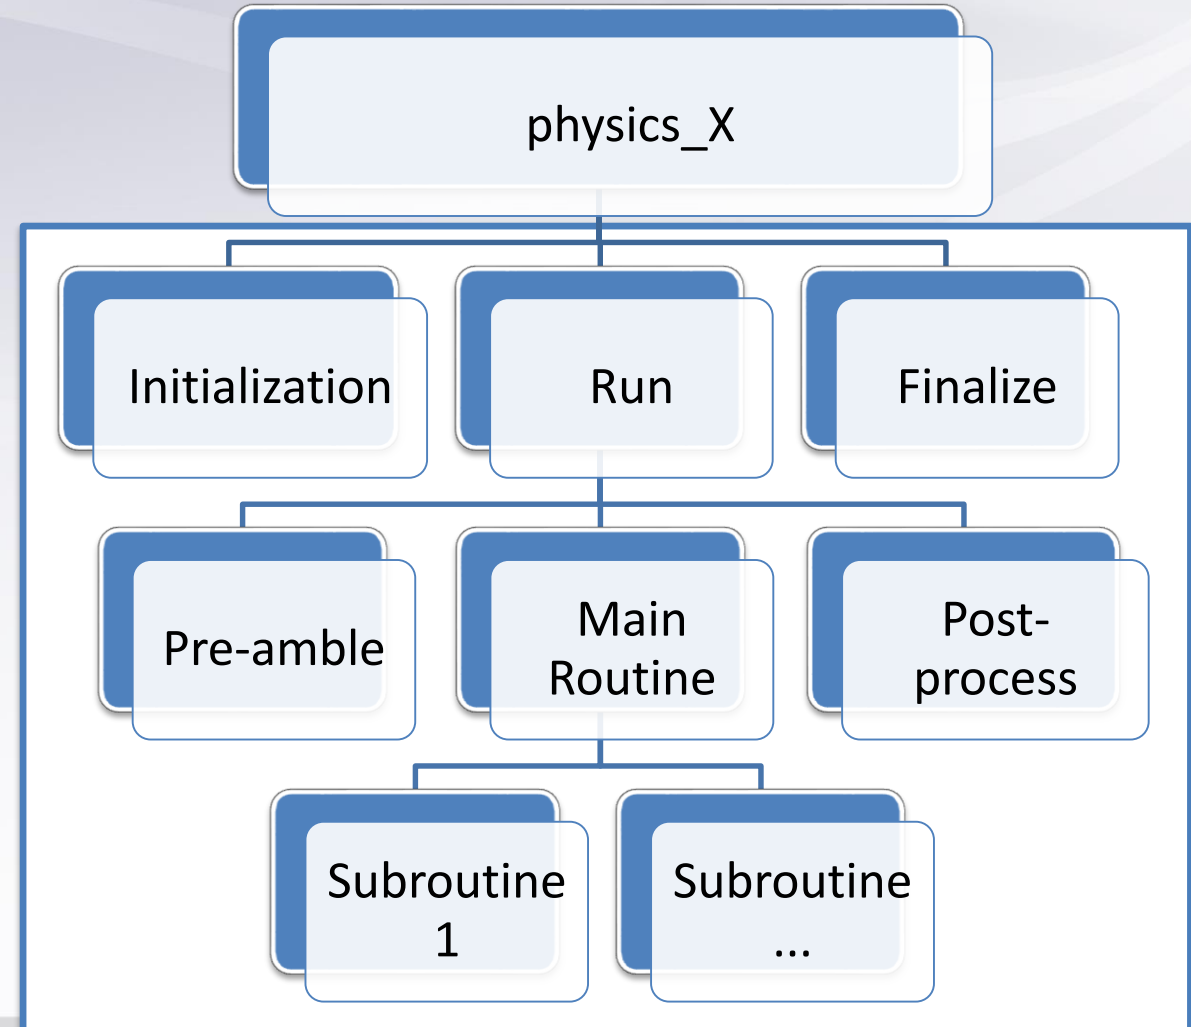 physics_X
Initialization
Run
Finalize
Pre-amble
Main
Routine
Post-
process
Subroutine
1
Subroutine
...